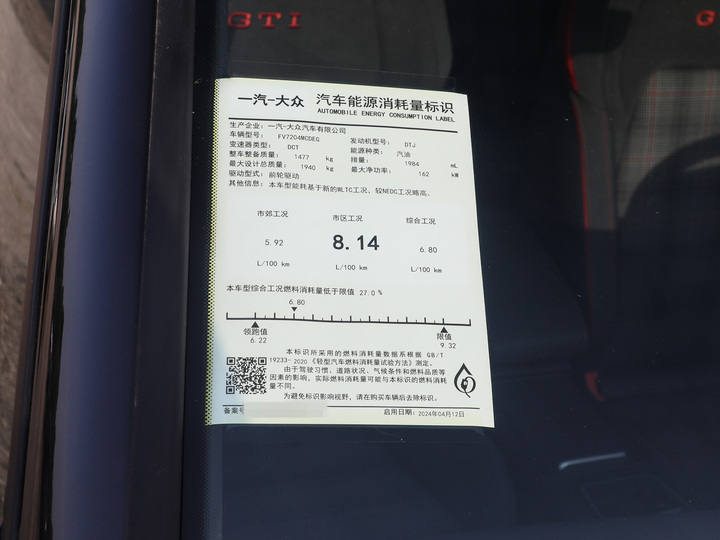 GTI
G
一汽-大众 汽车能源消耗量标识
AUTOMOBILE ENERGY CONSUMPTION LABEL
生产企业: 一汽-大众汽车有限公司
车辆型号: FV7204MCDEG 发动机型号: DTJ
变速器类型: DCT 能源种类: 汽油
整车整备质量: 1477 kg 排量: 1984 mL
最大设计总质量: 1940 kg 最大净功率: 162 kW
驱动型式: 前轮驱动
其他信息: 本车型能耗基于新的WLTC工况, 较NEDC工况略高。
市郊工况 市区工况 综合工况
5.92 8.14 6.80
L/100 km L/100 km L/100 km
本车型综合工况燃料消耗量低于限值 27.0 %
6.80
领跑值 限值
6.22 9.32
本标识所采用的燃料消耗量数据系根据 GB/T
19233-2020《轻型汽车燃料消耗量试验方法》测定。
由于驾驶习惯、道路状况、气候条件和燃料品质等
因素的影响, 实际燃料消耗量可能与本标识的燃料消耗
量不同。
为避免标识影响视野, 请在购买车辆后去除标识。
备案号 启用日期: 2024年04月12日